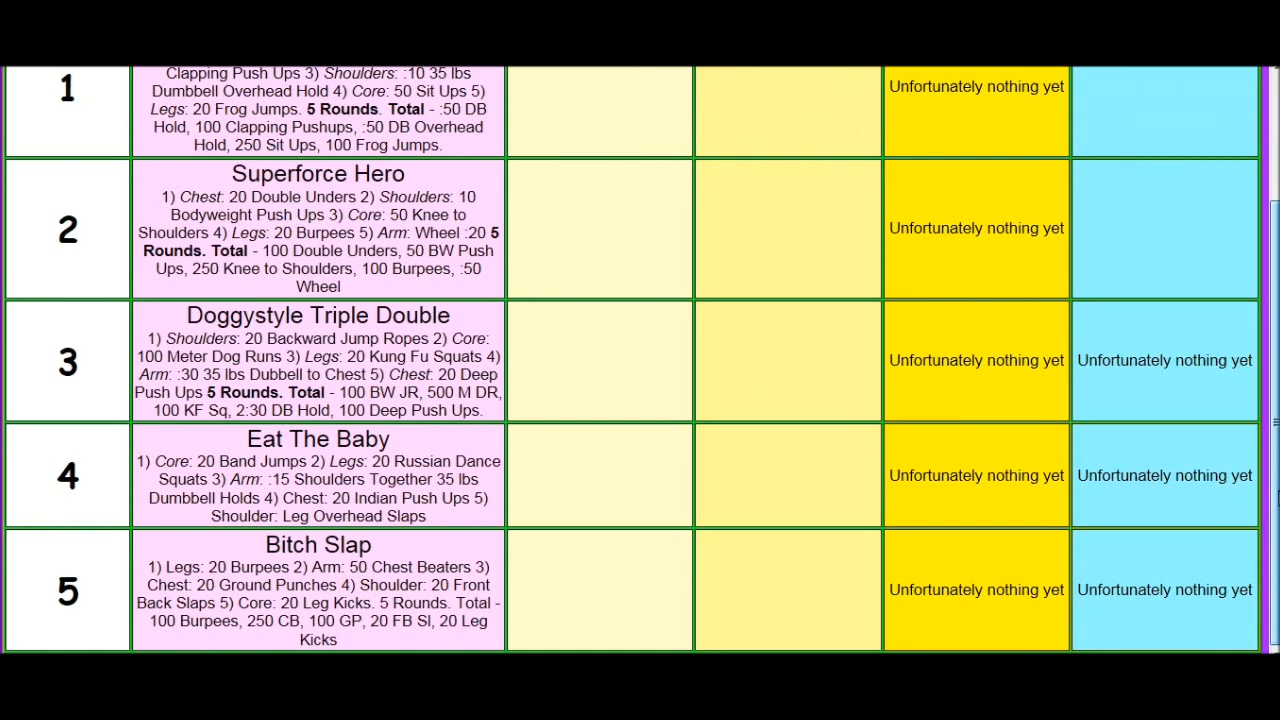 1
Clapping Push Ups 3) Shoulders: :10 35 lbs
Dumbbell Overhead Hold 4) Core: 50 Sit Ups 5)
Legs: 20 Frog Jumps. 5 Rounds. Total - :50 DB
Hold, 100 Clapping Pushups, :50 DB Overhead
Hold, 250 Sit Ups, 100 Frog Jumps.
Unfortunately nothing yet
2
Superforce Hero
1) Chest: 20 Double Unders 2) Shoulders: 10
Bodyweight Push Ups 3) Core: 50 Knee to
Shoulders 4) Legs: 20 Burpees 5) Arm: Wheel :20 5
Rounds. Total - 100 Double Unders, 50 BW Push
Ups, 250 Knee to Shoulders, 100 Burpees, :50
Wheel
Unfortunately nothing yet
3
Doggystyle Triple Double
1) Shoulders: 20 Backward Jump Ropes 2) Core:
100 Meter Dog Runs 3) Legs: 20 Kung Fu Squats 4)
Arm: :30 35 lbs Dubbell to Chest 5) Chest: 20 Deep
Push Ups 5 Rounds. Total - 100 BW JR, 500 M DR,
100 KF Sq, 2:30 DB Hold, 100 Deep Push Ups.
Unfortunately nothing yet
Unfortunately nothing yet
4
Eat The Baby
1) Core: 20 Band Jumps 2) Legs: 20 Russian Dance
Squats 3) Arm: :15 Shoulders Together 35 lbs
Dumbbell Holds 4) Chest: 20 Indian Push Ups 5)
Shoulder: Leg Overhead Slaps
Unfortunately nothing yet
Unfortunately nothing yet
5
Bitch Slap
1) Legs: 20 Burpees 2) Arm: 50 Chest Beaters 3)
Chest: 20 Ground Punches 4) Shoulder: 20 Front
Back Slaps 5) Core: 20 Leg Kicks. 5 Rounds. Total -
100 Burpees, 250 CB, 100 GP, 20 FB Sl, 20 Leg
Kicks
Unfortunately nothing yet
Unfortunately nothing yet